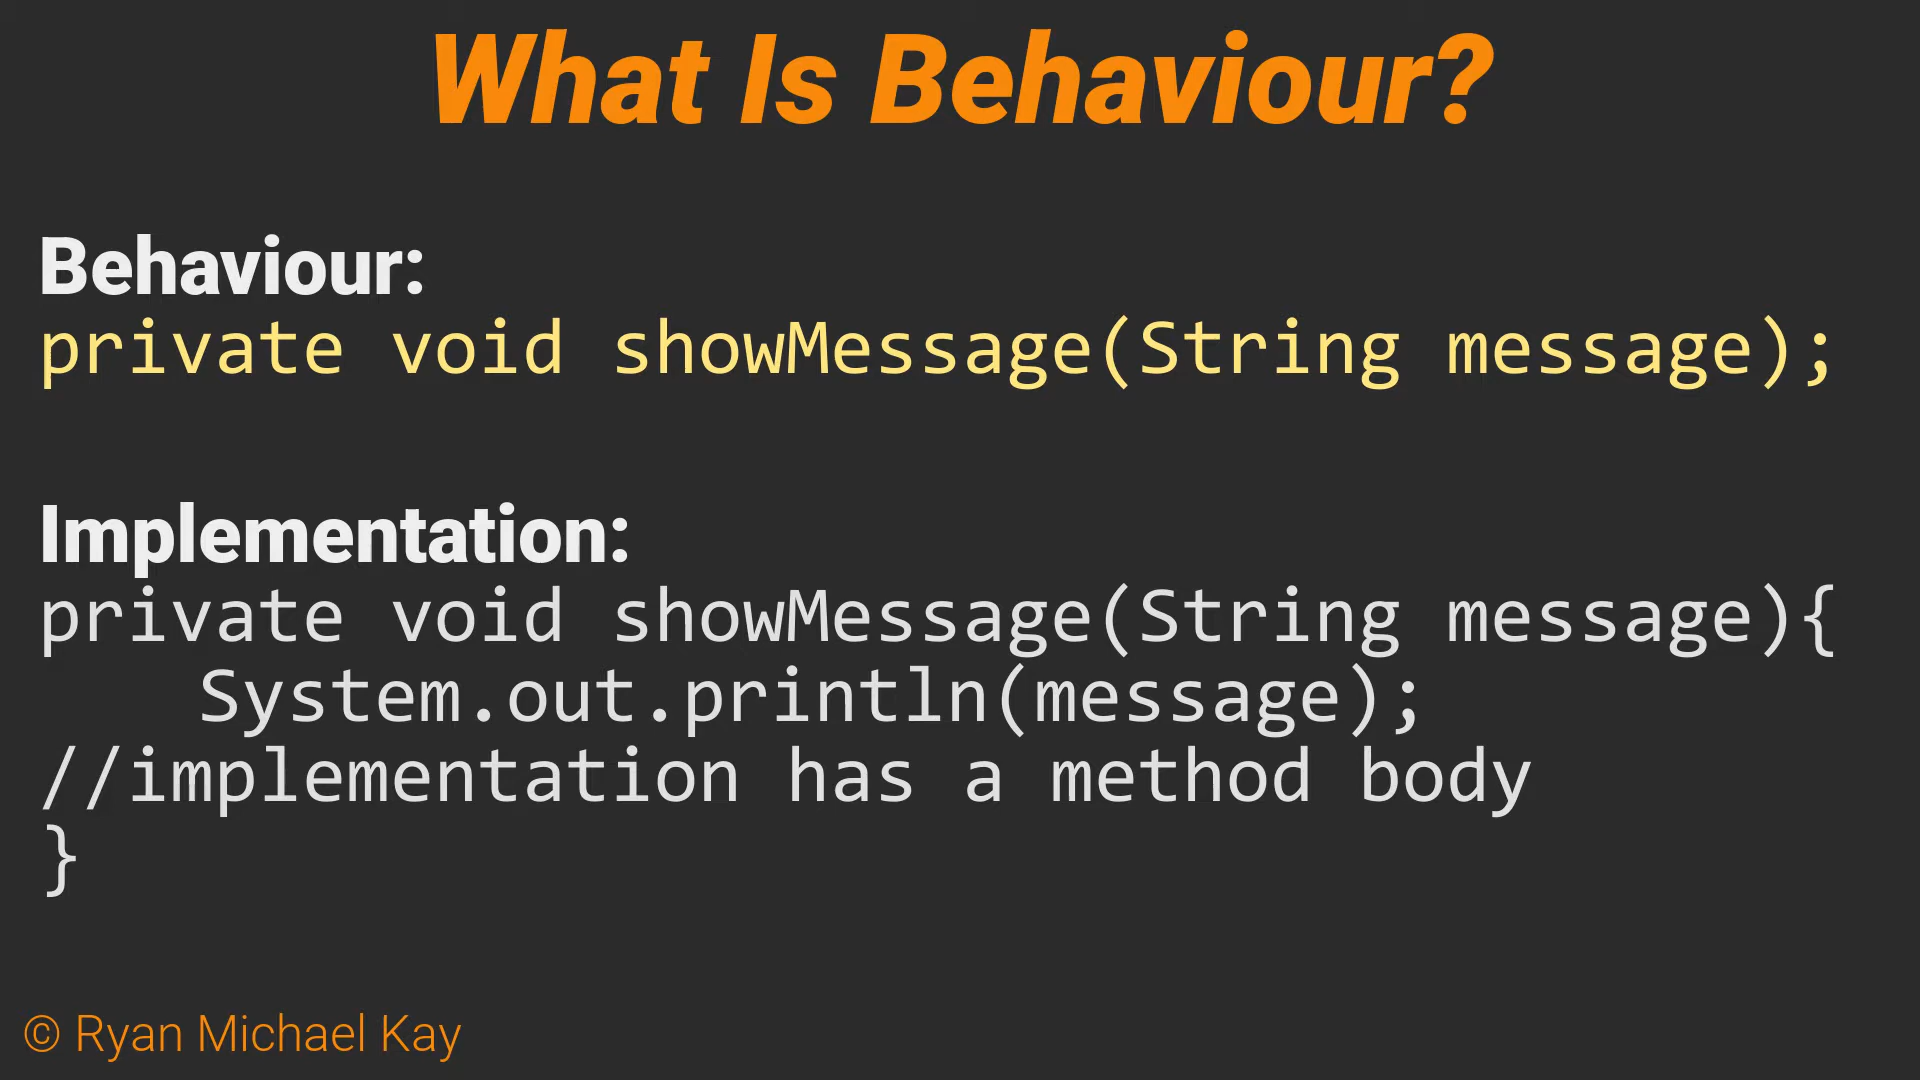 What Is Behaviour?
Behaviour:
private void showMessage(String message);
Implementation:
private void showMessage(String message){
    System.out.println(message);
//implementation has a method body
}
© Ryan Michael Kay